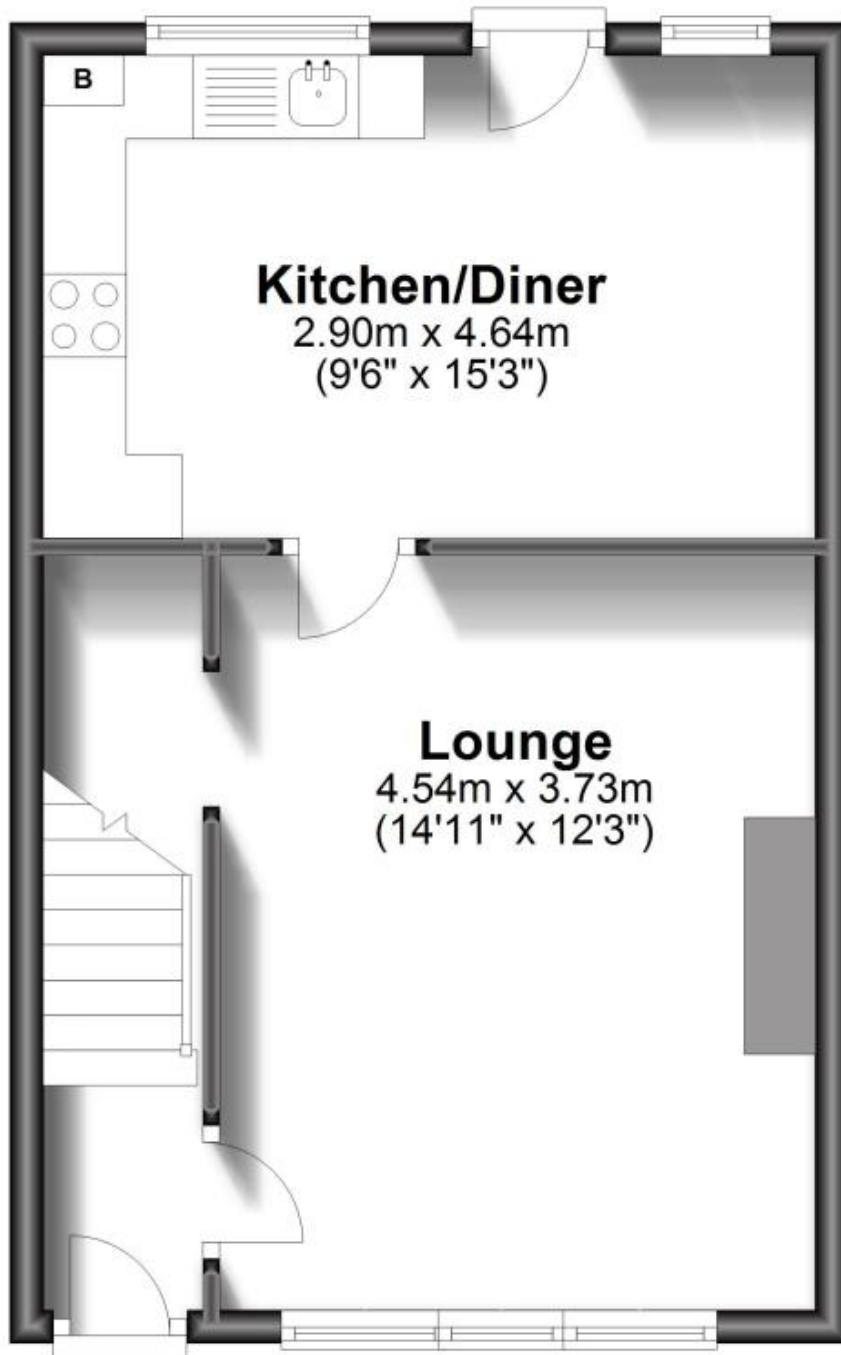 B
Kitchen/Diner
2.90m x 4.64m
(9'6" x 15'3")
Lounge
4.54m x 3.73m
(14'11" x 12'3")